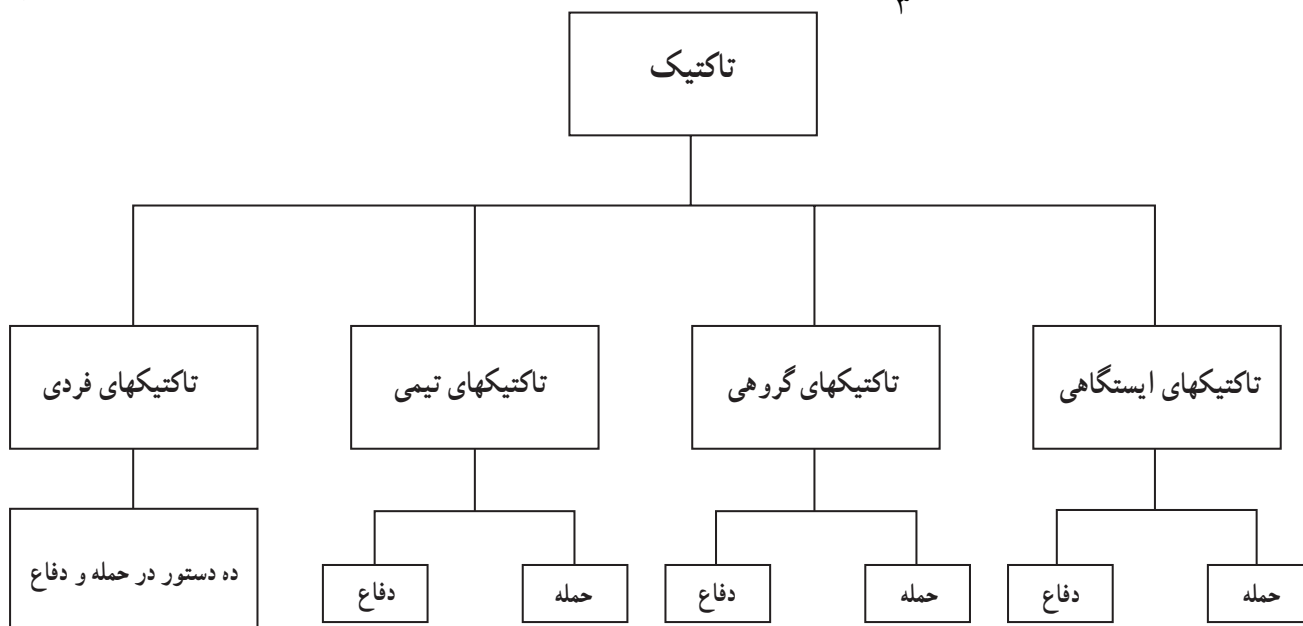 ۳
تاکتیک
تاکتیکهای ایستگاهی
تاکتیکهای گروهی
تاکتیکهای تیمی
تاکتیکهای فردی
حمله
دفاع
حمله
دفاع
حمله
دفاع
ده دستور در حمله و دفاع